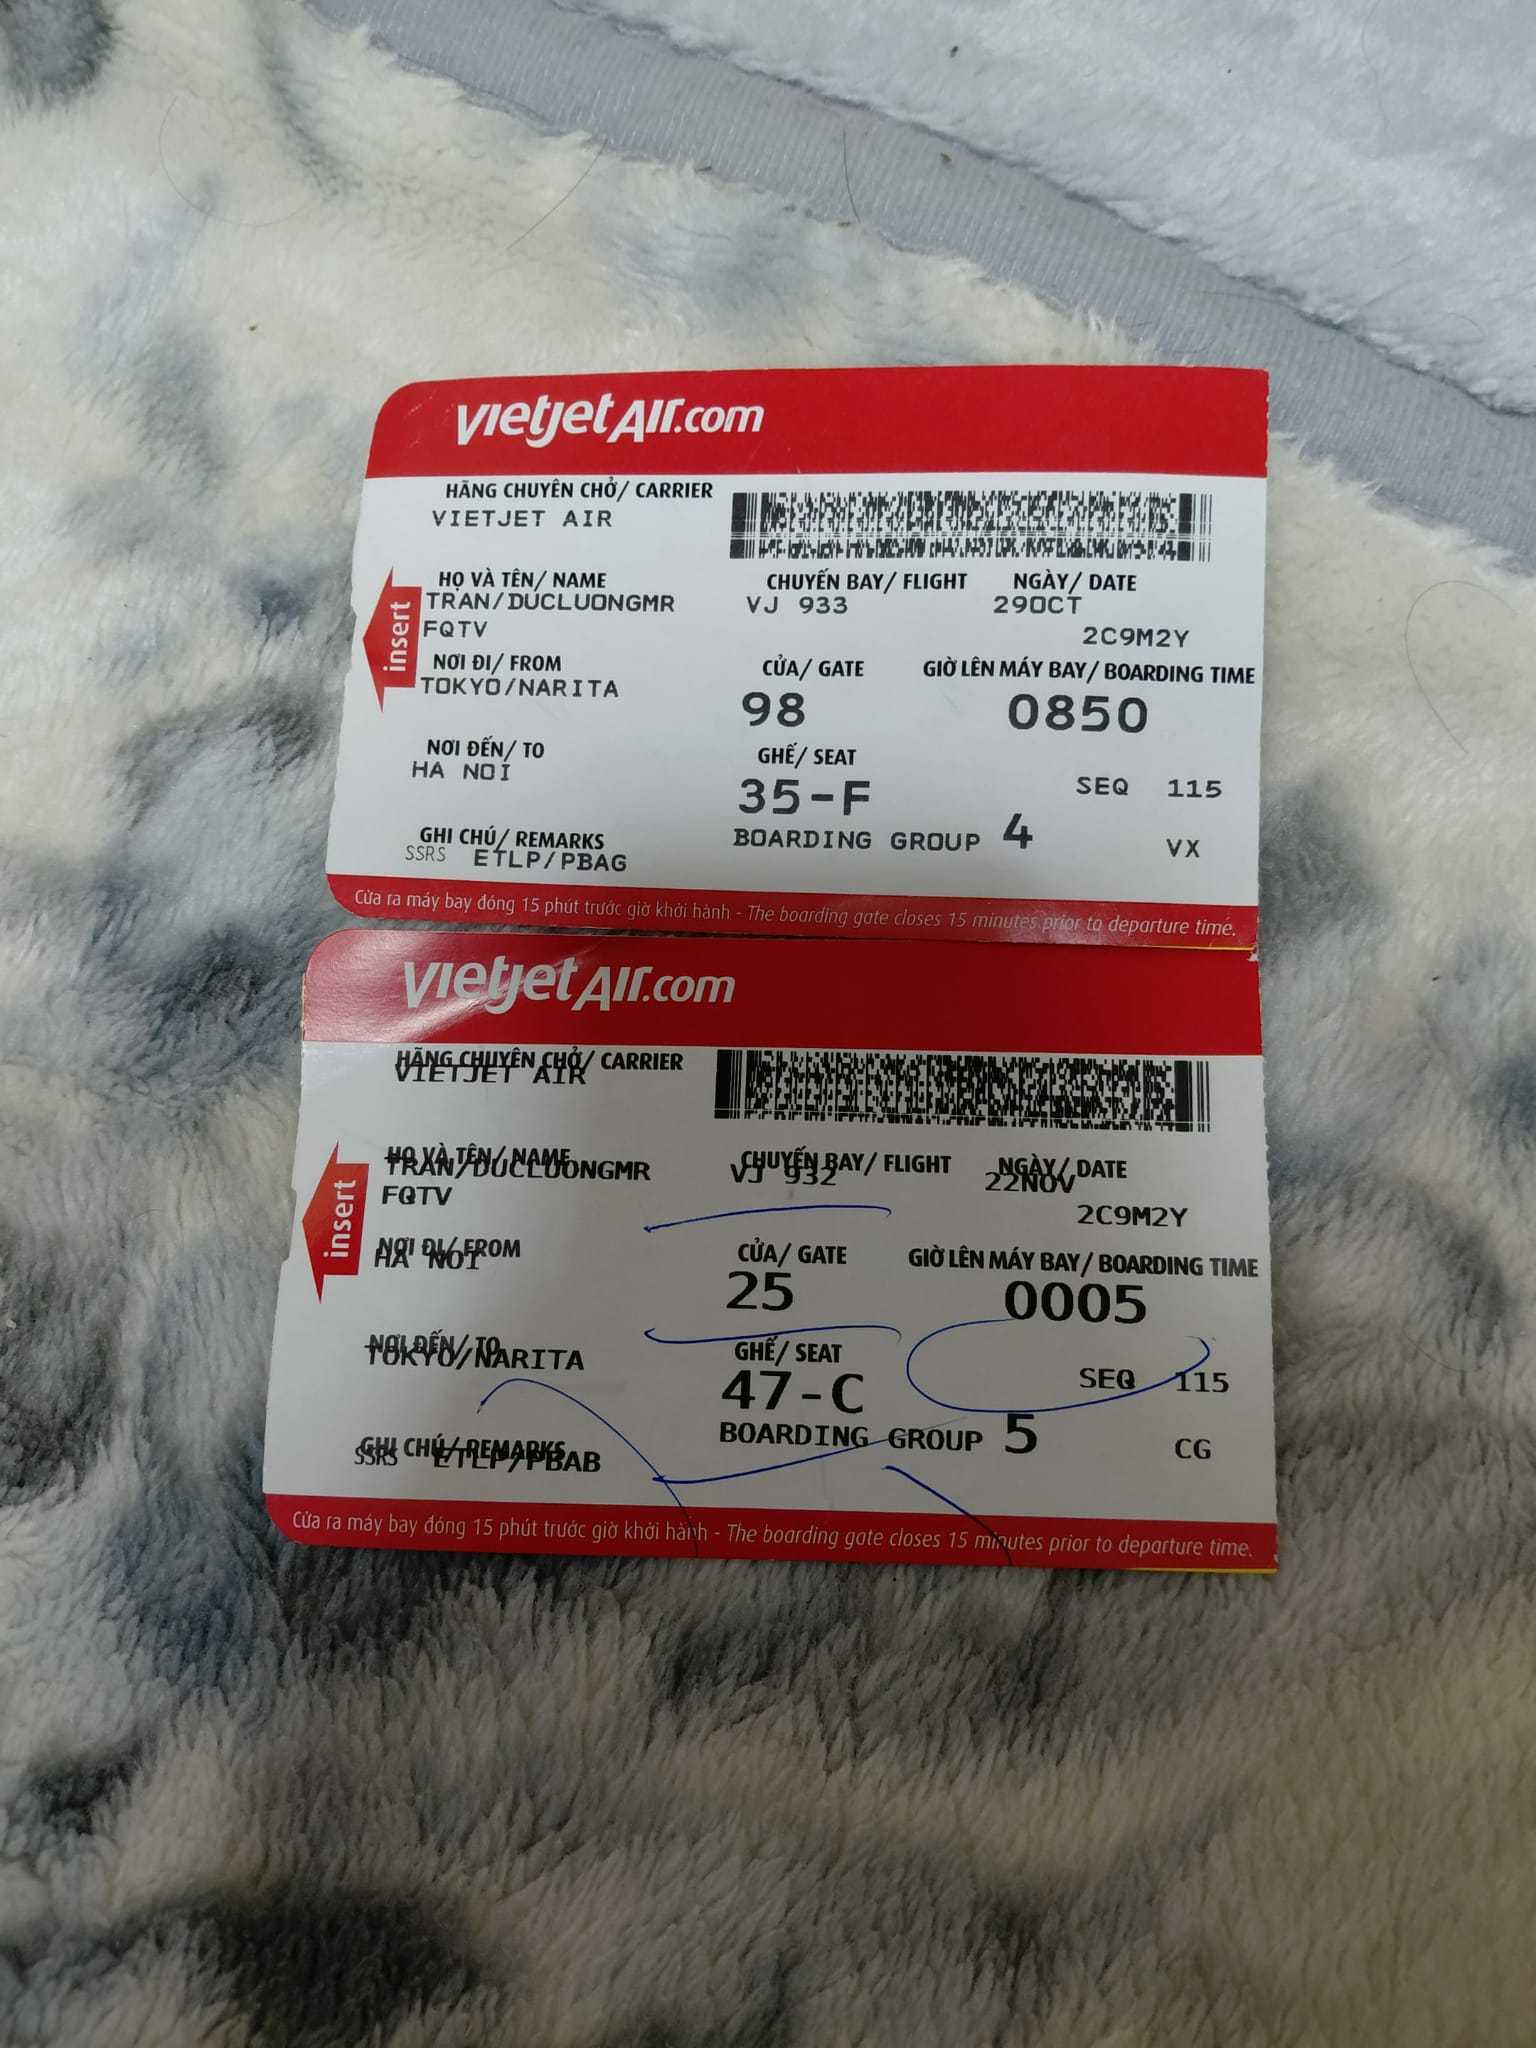 vietjetAir.com
HÃNG CHUYÊN CHỞ/ CARRIER
VIETJET AIR
HỌ VÀ TÊN/ NAME CHUYẾN BAY/ FLIGHT NGÀY/ DATE
TRAN/DUCLUONGMR VJ 933 29OCT
FQTV 2C9M2Y
insert
NƠI ĐI/ FROM CỬA/ GATE GIỜ LÊN MÁY BAY/ BOARDING TIME
TOKYO/NARITA 98 0850
NƠI ĐẾN/ TO GHẾ/ SEAT
HA NOI 35-F SEQ 115
GHI CHÚ/ REMARKS BOARDING GROUP 4 VX
SSRS ETLP/PBAG
Cửa ra máy bay đóng 15 phút trước giờ khởi hành - The boarding gate closes 15 minutes prior to departure time.
vietjetAir.com
HÃNG CHUYÊN CHỞ/ CARRIER
VIETJET AIR
HỌ VÀ TÊN/ NAME CHUYẾN BAY/ FLIGHT NGÀY/ DATE
TRAN/DUCLUONGMR VJ 932 22NOV
FQTV 2C9M2Y
insert
NƠI ĐI/ FROM CỬA/ GATE GIỜ LÊN MÁY BAY/ BOARDING TIME
HA NOI 25 0005
NƠI ĐẾN/ TO GHẾ/ SEAT
TOKYO/NARITA 47-C SEQ 115
GHI CHÚ/ REMARKS BOARDING GROUP 5 CG
SSRS ETLP/PBAB
Cửa ra máy bay đóng 15 phút trước giờ khởi hành - The boarding gate closes 15 minutes prior to departure time.